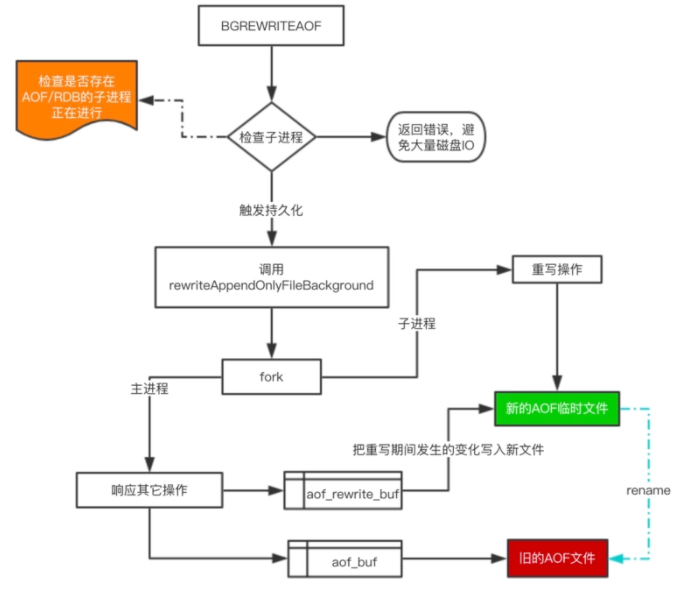 BGREWRITEAOF
检查是否存在
AOF/RDB的子进程
正在进行
检查子进程
返回错误，避
免大量磁盘IO
触发持久化
调用
rewriteAppendOnlyFileBackground
重写操作
子进程
fork
主进程
新的AOF临时文件
把重写期间发生的变化写入新文件
响应其它操作
aof_rewrite_buf
rename
aof_buf
旧的AOF文件